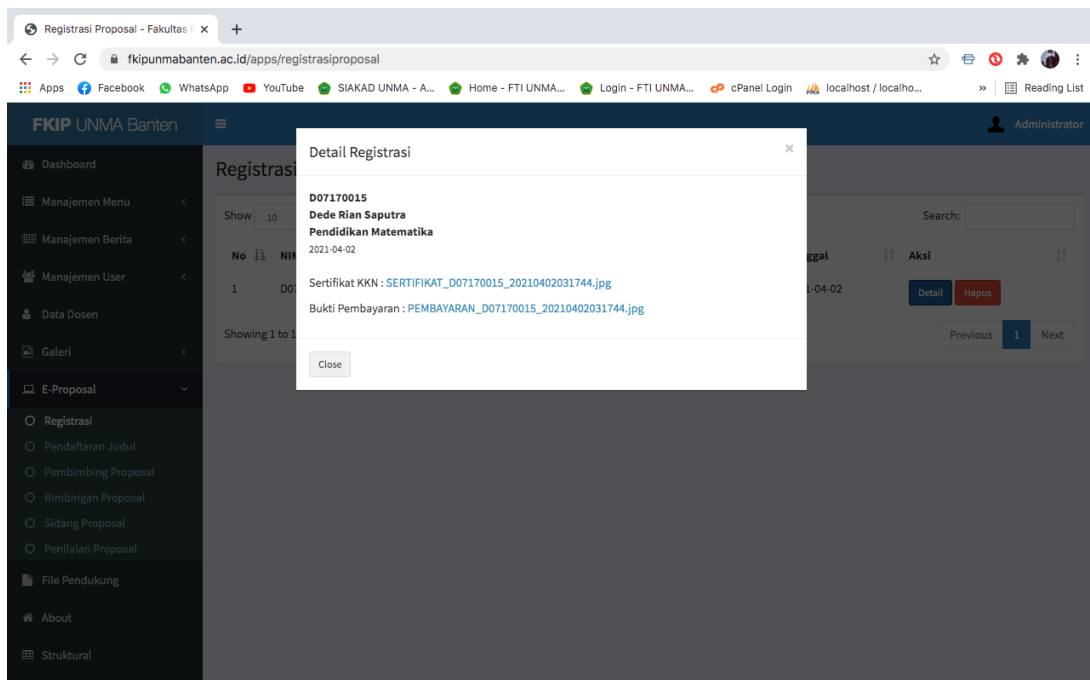 Registrasi Proposal - Fakultas
fkipunmabanten.ac.id/apps/registrasiproposal
Apps Facebook WhatsApp YouTube SIAKAD UNMA - A... Home - FTI UNMA... Login - FTI UNMA... cPanel Login localhost / localho... » Reading List
FKIP UNMA Banten
Administrator
Dashboard
Manajemen Menu
Manajemen Berita
Manajemen User
Data Dosen
Galeri
E-Proposal
Registrasi
Pendaftaran Judul
Pembimbing Proposal
Bimbingan Proposal
Sidang Proposal
Penilaian Proposal
File Pendukung
About
Struktural
Registrasi
Show 10
Search:
No NIM
ggal Aksi
1 D07
1-04-02 Detail Hapus
Showing 1 to 1
Previous 1 Next
Detail Registrasi ×
D07170015
Dede Rian Saputra
Pendidikan Matematika
2021-04-02
Sertifikat KKN : SERTIFIKAT_D07170015_20210402031744.jpg
Bukti Pembayaran : PEMBAYARAN_D07170015_20210402031744.jpg
Close